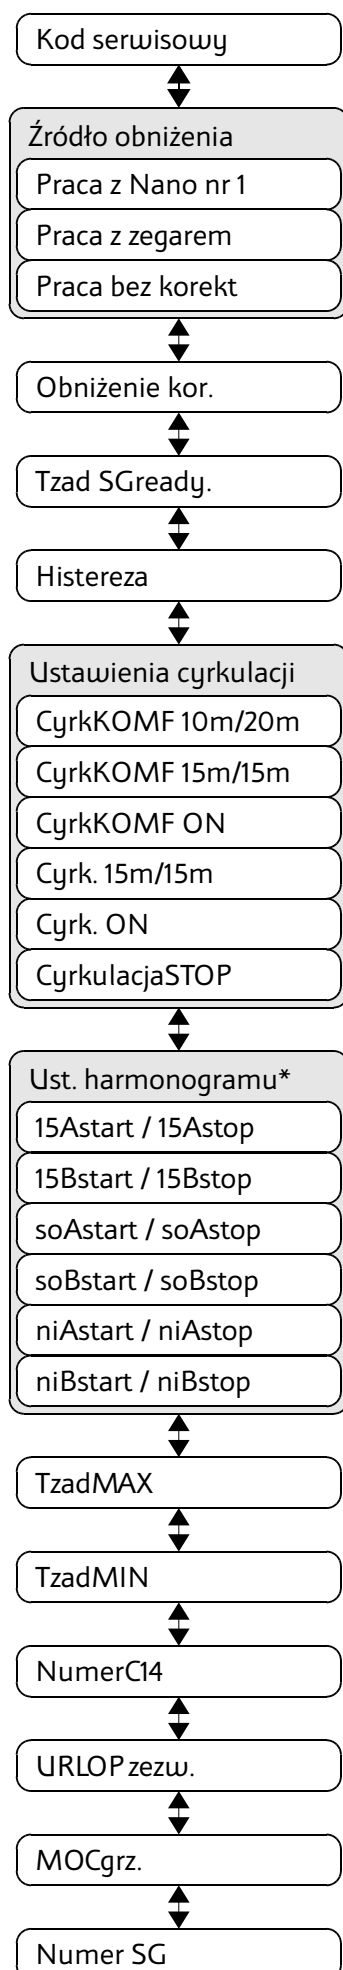 Kod serwisowy
Źródło obniżenia
Praca z Nano nr 1
Praca z zegarem
Praca bez korekt
Obniżenie kor.
Tzad SGready.
Histereza
Ustawienia cyrkulacji
CyrkKOMF 10m/20m
CyrkKOMF 15m/15m
CyrkKOMF ON
Cyrk. 15m/15m
Cyrk. ON
CyrkulacjaSTOP
Ust. harmonogramu*
15Astart / 15Astop
15Bstart / 15Bstop
soAstart / soAstop
soBstart / soBstop
niAstart / niAstop
niBstart / niBstop
TzadMAX
TzadMIN
NumerC14
URLOP zezw.
MOCgrz.
Numer SG